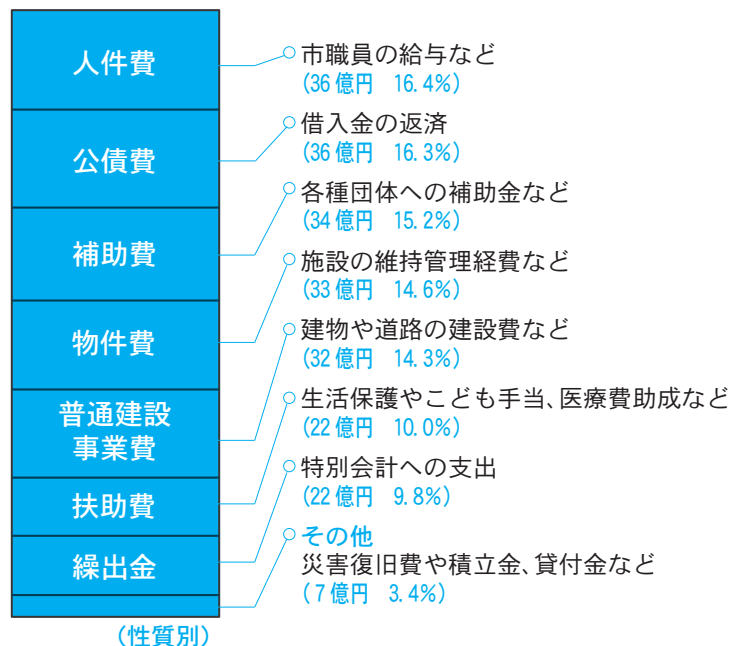 人件費
市職員の給与など
(36億円 16.4%)
公債費
借入金の返済
(36億円 16.3%)
補助費
各種団体への補助金など
(34億円 15.2%)
物件費
施設の維持管理経費など
(33億円 14.6%)
普通建設
事業費
建物や道路の建設費など
(32億円 14.3%)
扶助費
生活保護やこども手当、医療費助成など
(22億円 10.0%)
繰出金
特別会計への支出
(22億円 9.8%)
その他
災害復旧費や積立金、貸付金など
(7億円 3.4%)
(性質別)